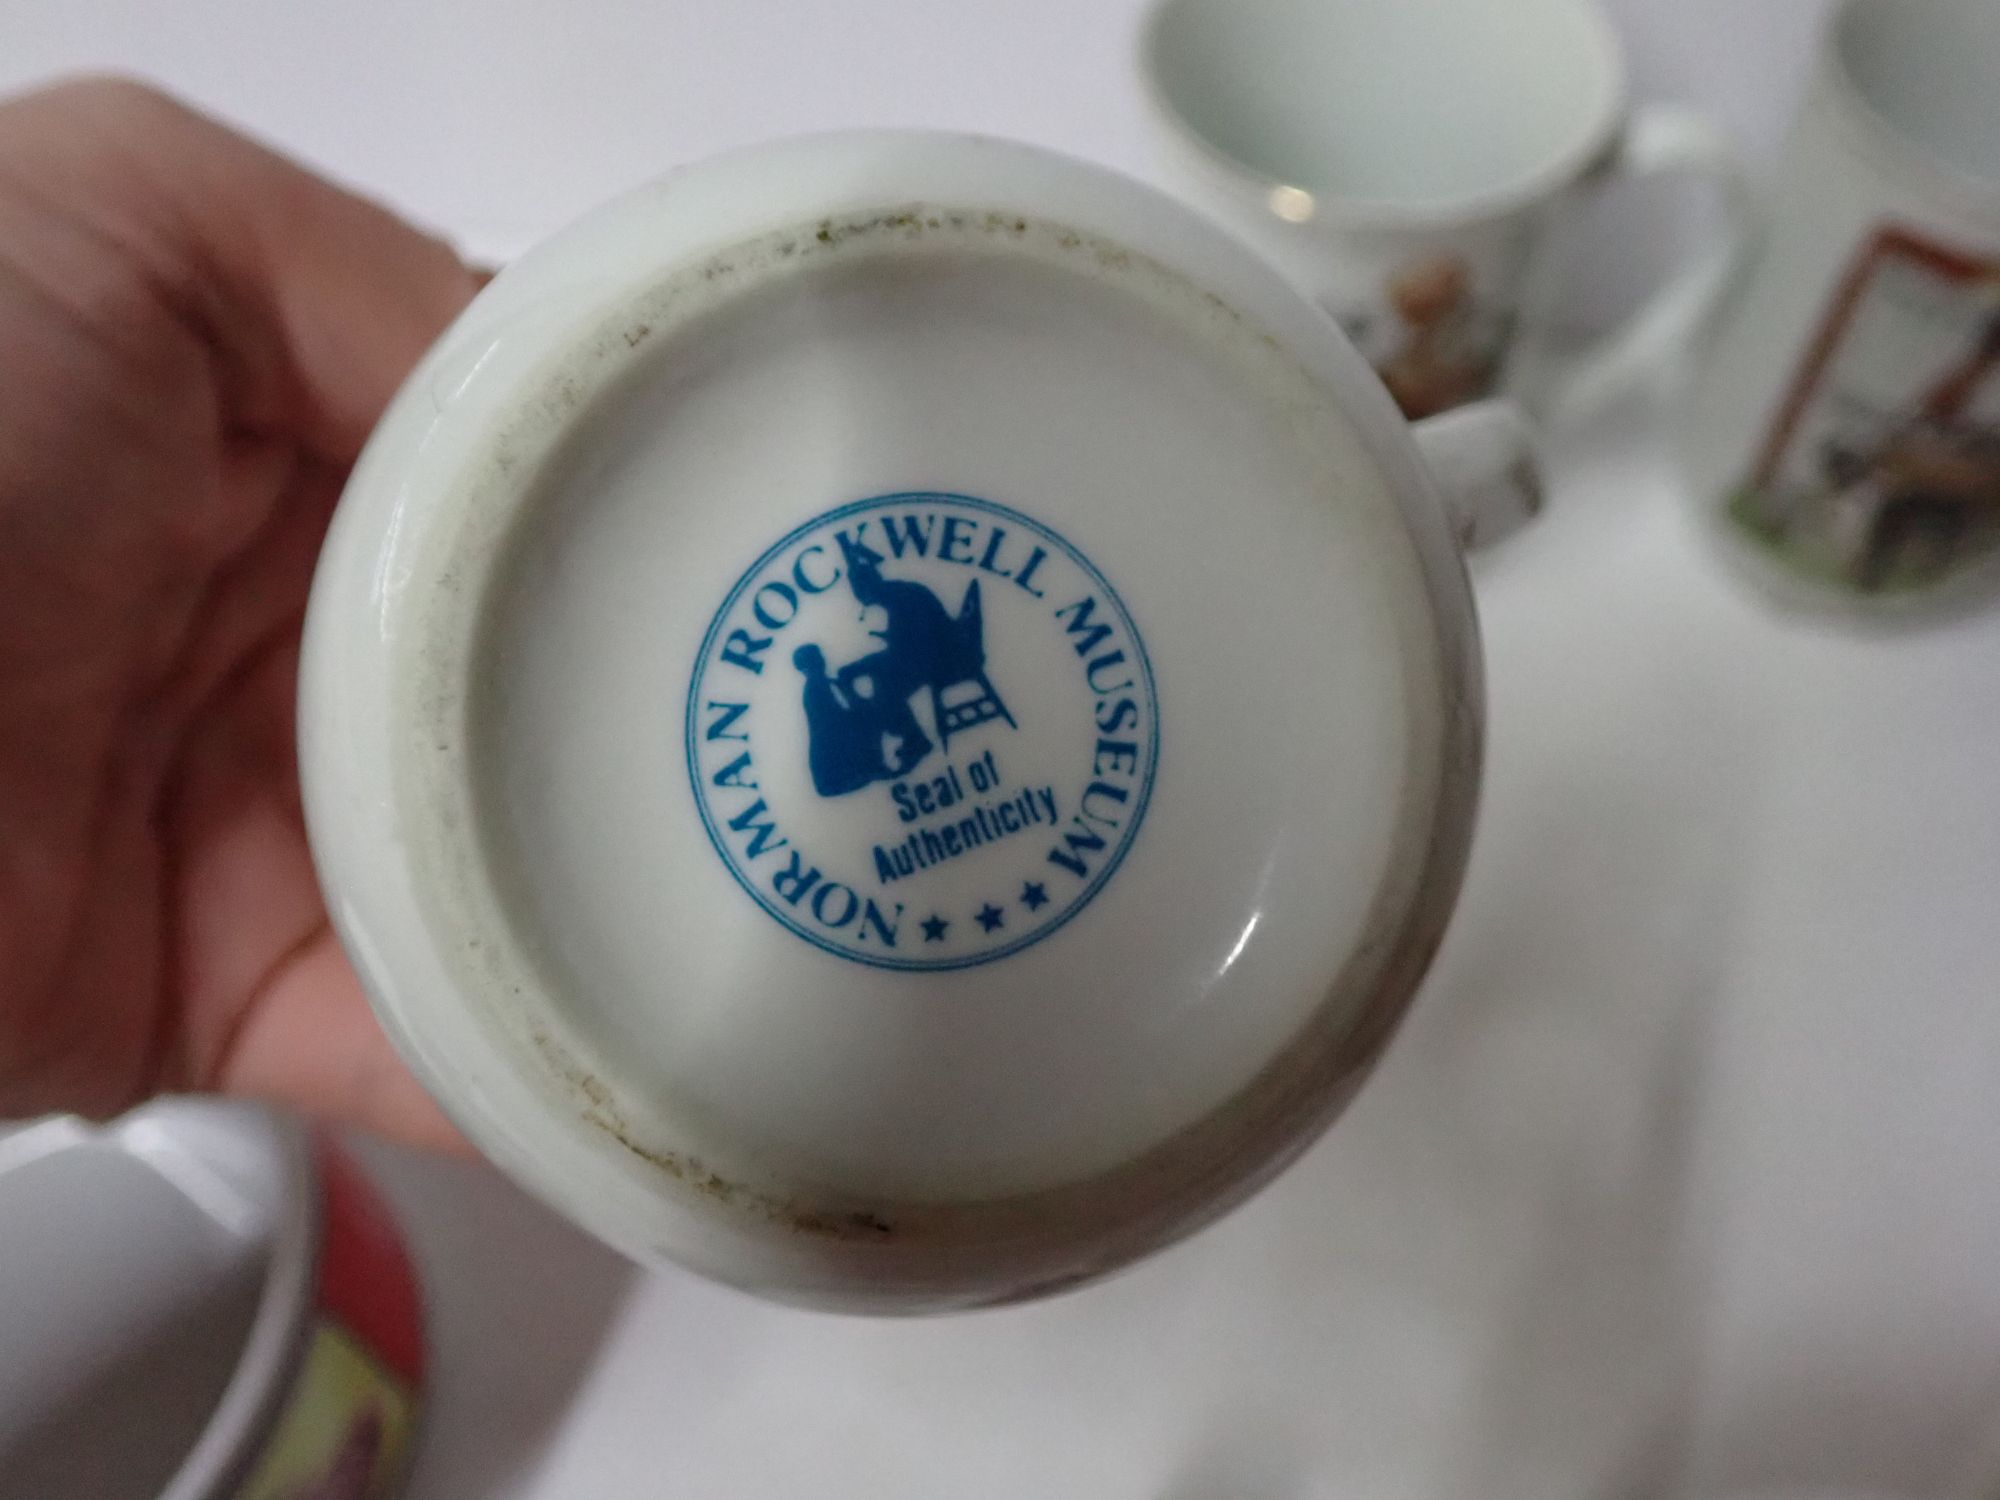 NORMAN ROCKWELL MUSEUM
Seal of
Authenticity